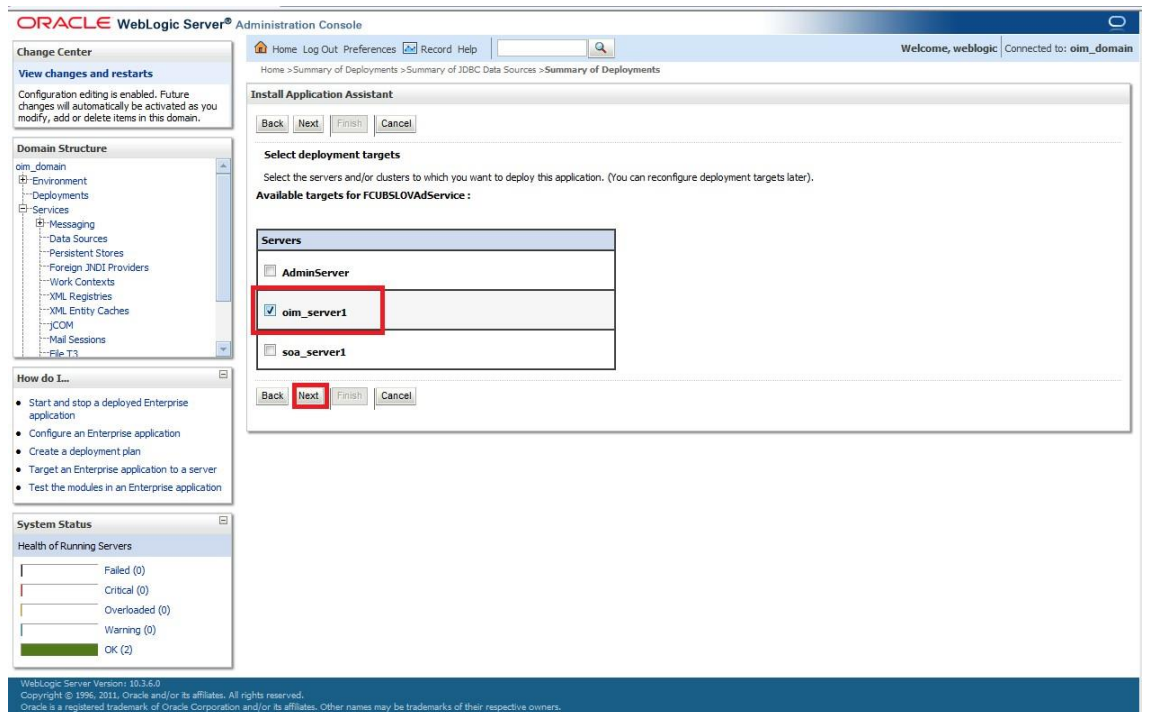 ORACLE WebLogic Server® Administration Console
Change Center
View changes and restarts
Configuration editing is enabled. Future
changes will automatically be activated as you
modify, add or delete items in this domain.
Domain Structure
oim_domain
Environment
Deployments
Services
Messaging
Data Sources
Persistent Stores
Foreign JNDI Providers
Work Contexts
XML Registries
XML Entity Caches
jCOM
Mail Sessions
File T3
How do I...
Start and stop a deployed Enterprise
application
Configure an Enterprise application
Create a deployment plan
Target an Enterprise application to a server
Test the modules in an Enterprise application
System Status
Health of Running Servers
Failed (0)
Critical (0)
Overloaded (0)
Warning (0)
OK (2)
Home Log Out Preferences Record Help
Welcome, weblogic Connected to: oim_domain
Home >Summary of Deployments >Summary of JDBC Data Sources >Summary of Deployments
Install Application Assistant
Back Next Finish Cancel
Select deployment targets
Select the servers and/or clusters to which you want to deploy this application. (You can reconfigure deployment targets later).
Available targets for FCUBSLOVAdService :
Servers
AdminServer
oim_server1
soa_server1
Back Next Finish Cancel
WebLogic Server Version: 10.3.6.0
Copyright © 1996, 2011, Oracle and/or its affiliates. All rights reserved.
Oracle is a registered trademark of Oracle Corporation and/or its affiliates. Other names may be trademarks of their respective owners.